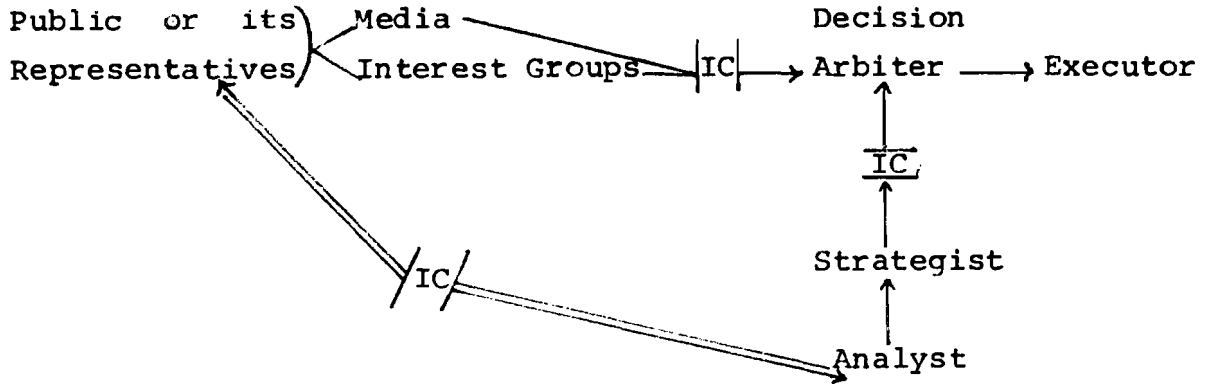 Public or its Media Decision
Representatives Interest Groups IC Arbiter Executor
IC
Strategist
IC
Analyst